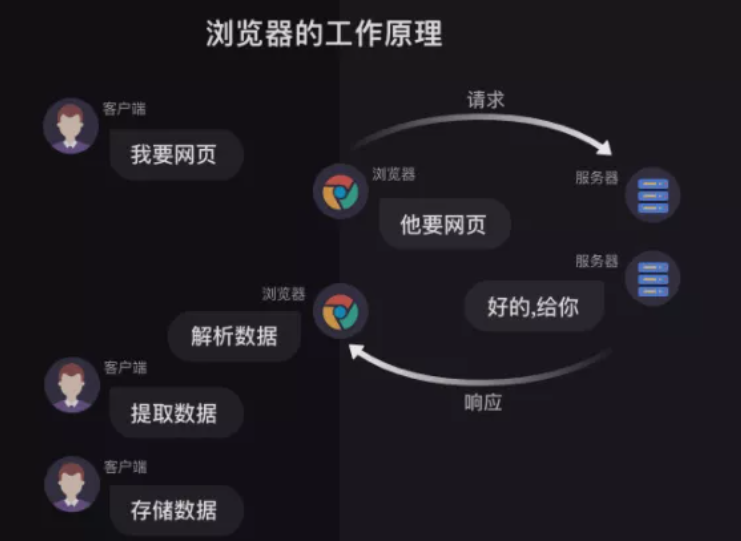 浏览器的工作原理
客户端
我要网页
请求
浏览器
他要网页
服务器
服务器
好的,给你
响应
浏览器
解析数据
客户端
提取数据
客户端
存储数据